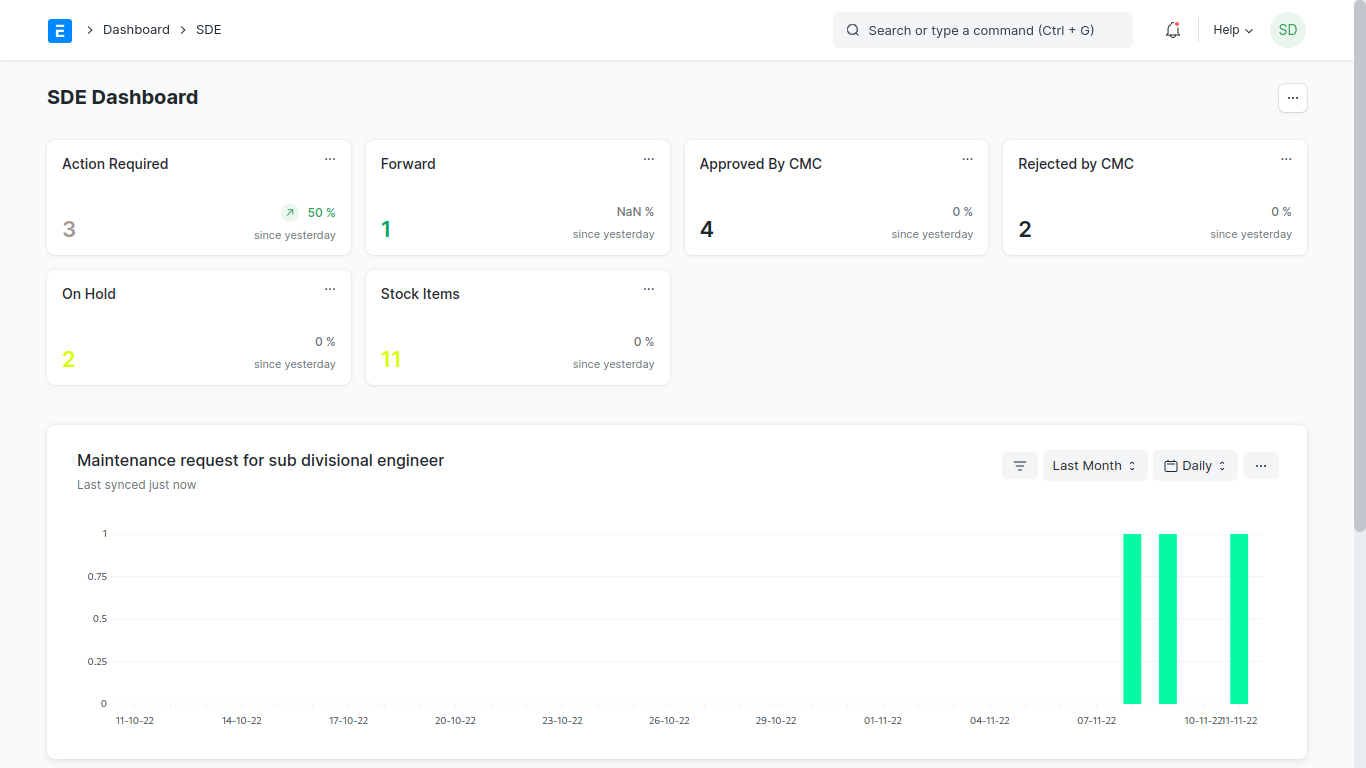 E
Dashboard
SDE
Search or type a command (Ctrl + G)
Help
SD
SDE Dashboard
Action Required
3
50 %
since yesterday
Forward
1
NaN %
since yesterday
Approved By CMC
4
0 %
since yesterday
Rejected by CMC
2
0 %
since yesterday
On Hold
2
0 %
since yesterday
Stock Items
11
0 %
since yesterday
Maintenance request for sub divisional engineer
Last synced just now
Last Month
Daily
1
0.75
0.5
0.25
0
11-10-22 14-10-22 17-10-22 20-10-22 23-10-22 26-10-22 29-10-22 01-11-22 04-11-22 07-11-22 10-11-22 11-11-22